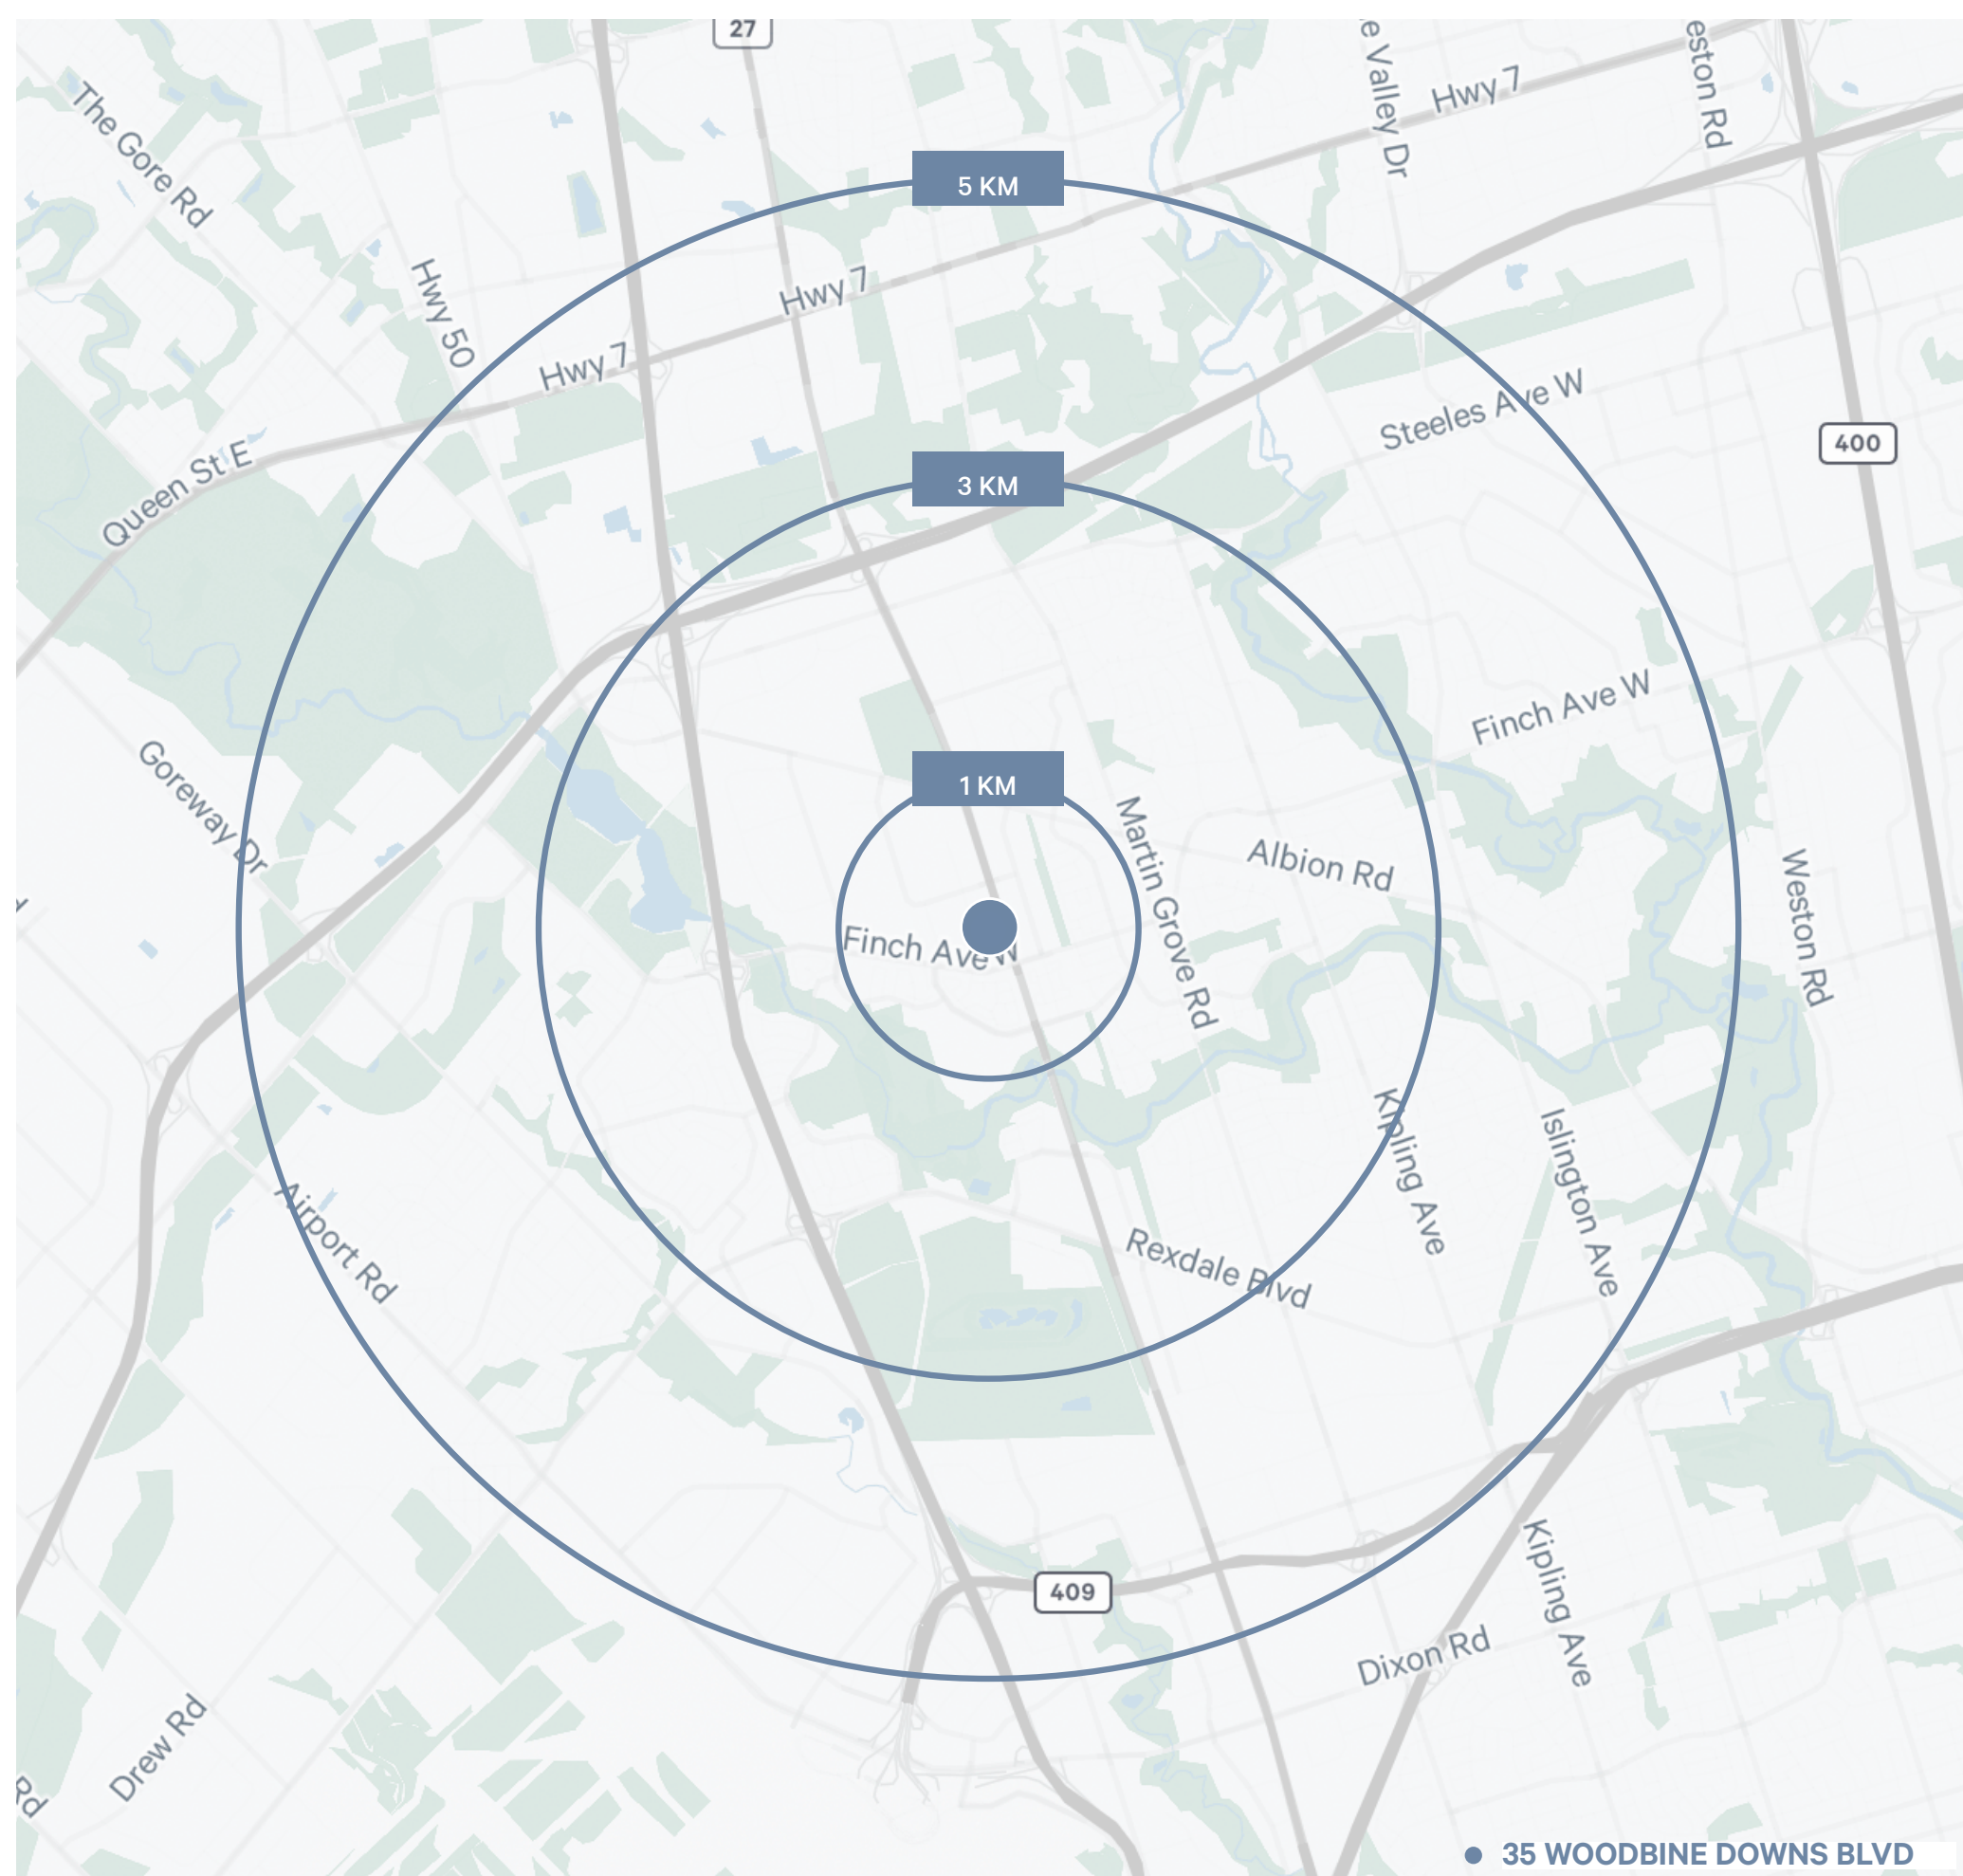 27
e Valley Dr
Hwy 7
eston Rd
The Gore Rd
5 KM
Hwy 50
Hwy 7
Hwy 7
Steeles Ave W
400
Queen St E
3 KM
Finch Ave W
Goreway Dr
1 KM
Martin Grove Rd
Albion Rd
Weston Rd
Finch Ave W
Kipling Ave
Islington Ave
Airport Rd
Rexdale Blvd
409
Kipling Ave
Dixon Rd
Drew Rd
Rd
35 WOODBINE DOWNS BLVD